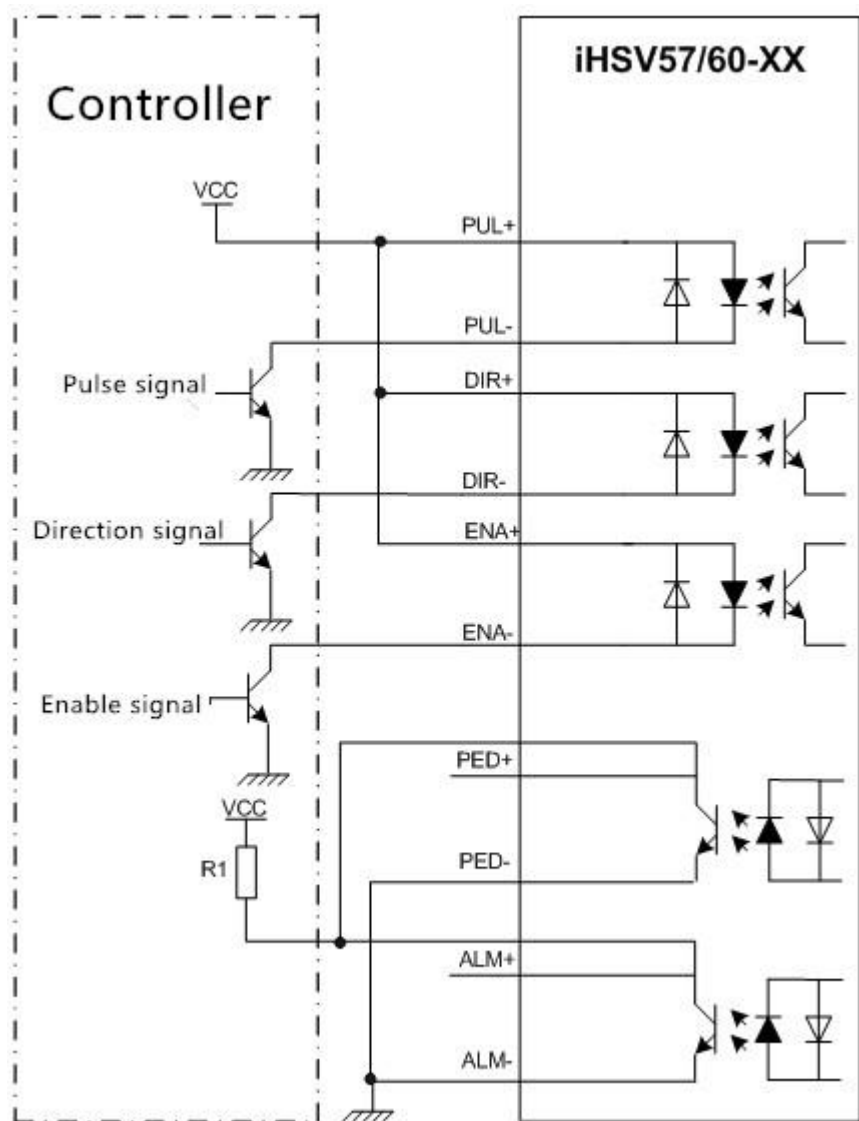 iHSV57/60-XX
Controller
VCC
PUL+
PUL-
Pulse signal
DIR+
DIR-
Direction signal
ENA+
ENA-
Enable signal
PED+
VCC
R1
PED-
ALM+
ALM-